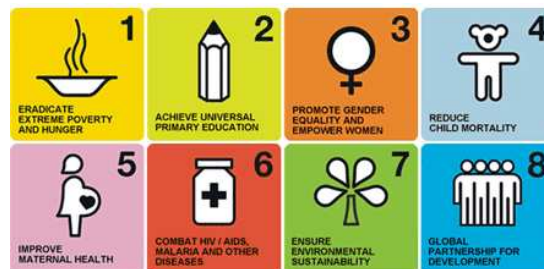 1
ERADICATE
EXTREME POVERTY
AND HUNGER
2
ACHIEVE UNIVERSAL
PRIMARY EDUCATION
3
PROMOTE GENDER
EQUALITY AND
EMPOWER WOMEN
4
REDUCE
CHILD MORTALITY
5
IMPROVE
MATERNAL HEALTH
6
COMBAT HIV / AIDS,
MALARIA AND OTHER
DISEASES
7
ENSURE
ENVIRONMENTAL
SUSTAINABILITY
8
GLOBAL
PARTNERSHIP FOR
DEVELOPMENT